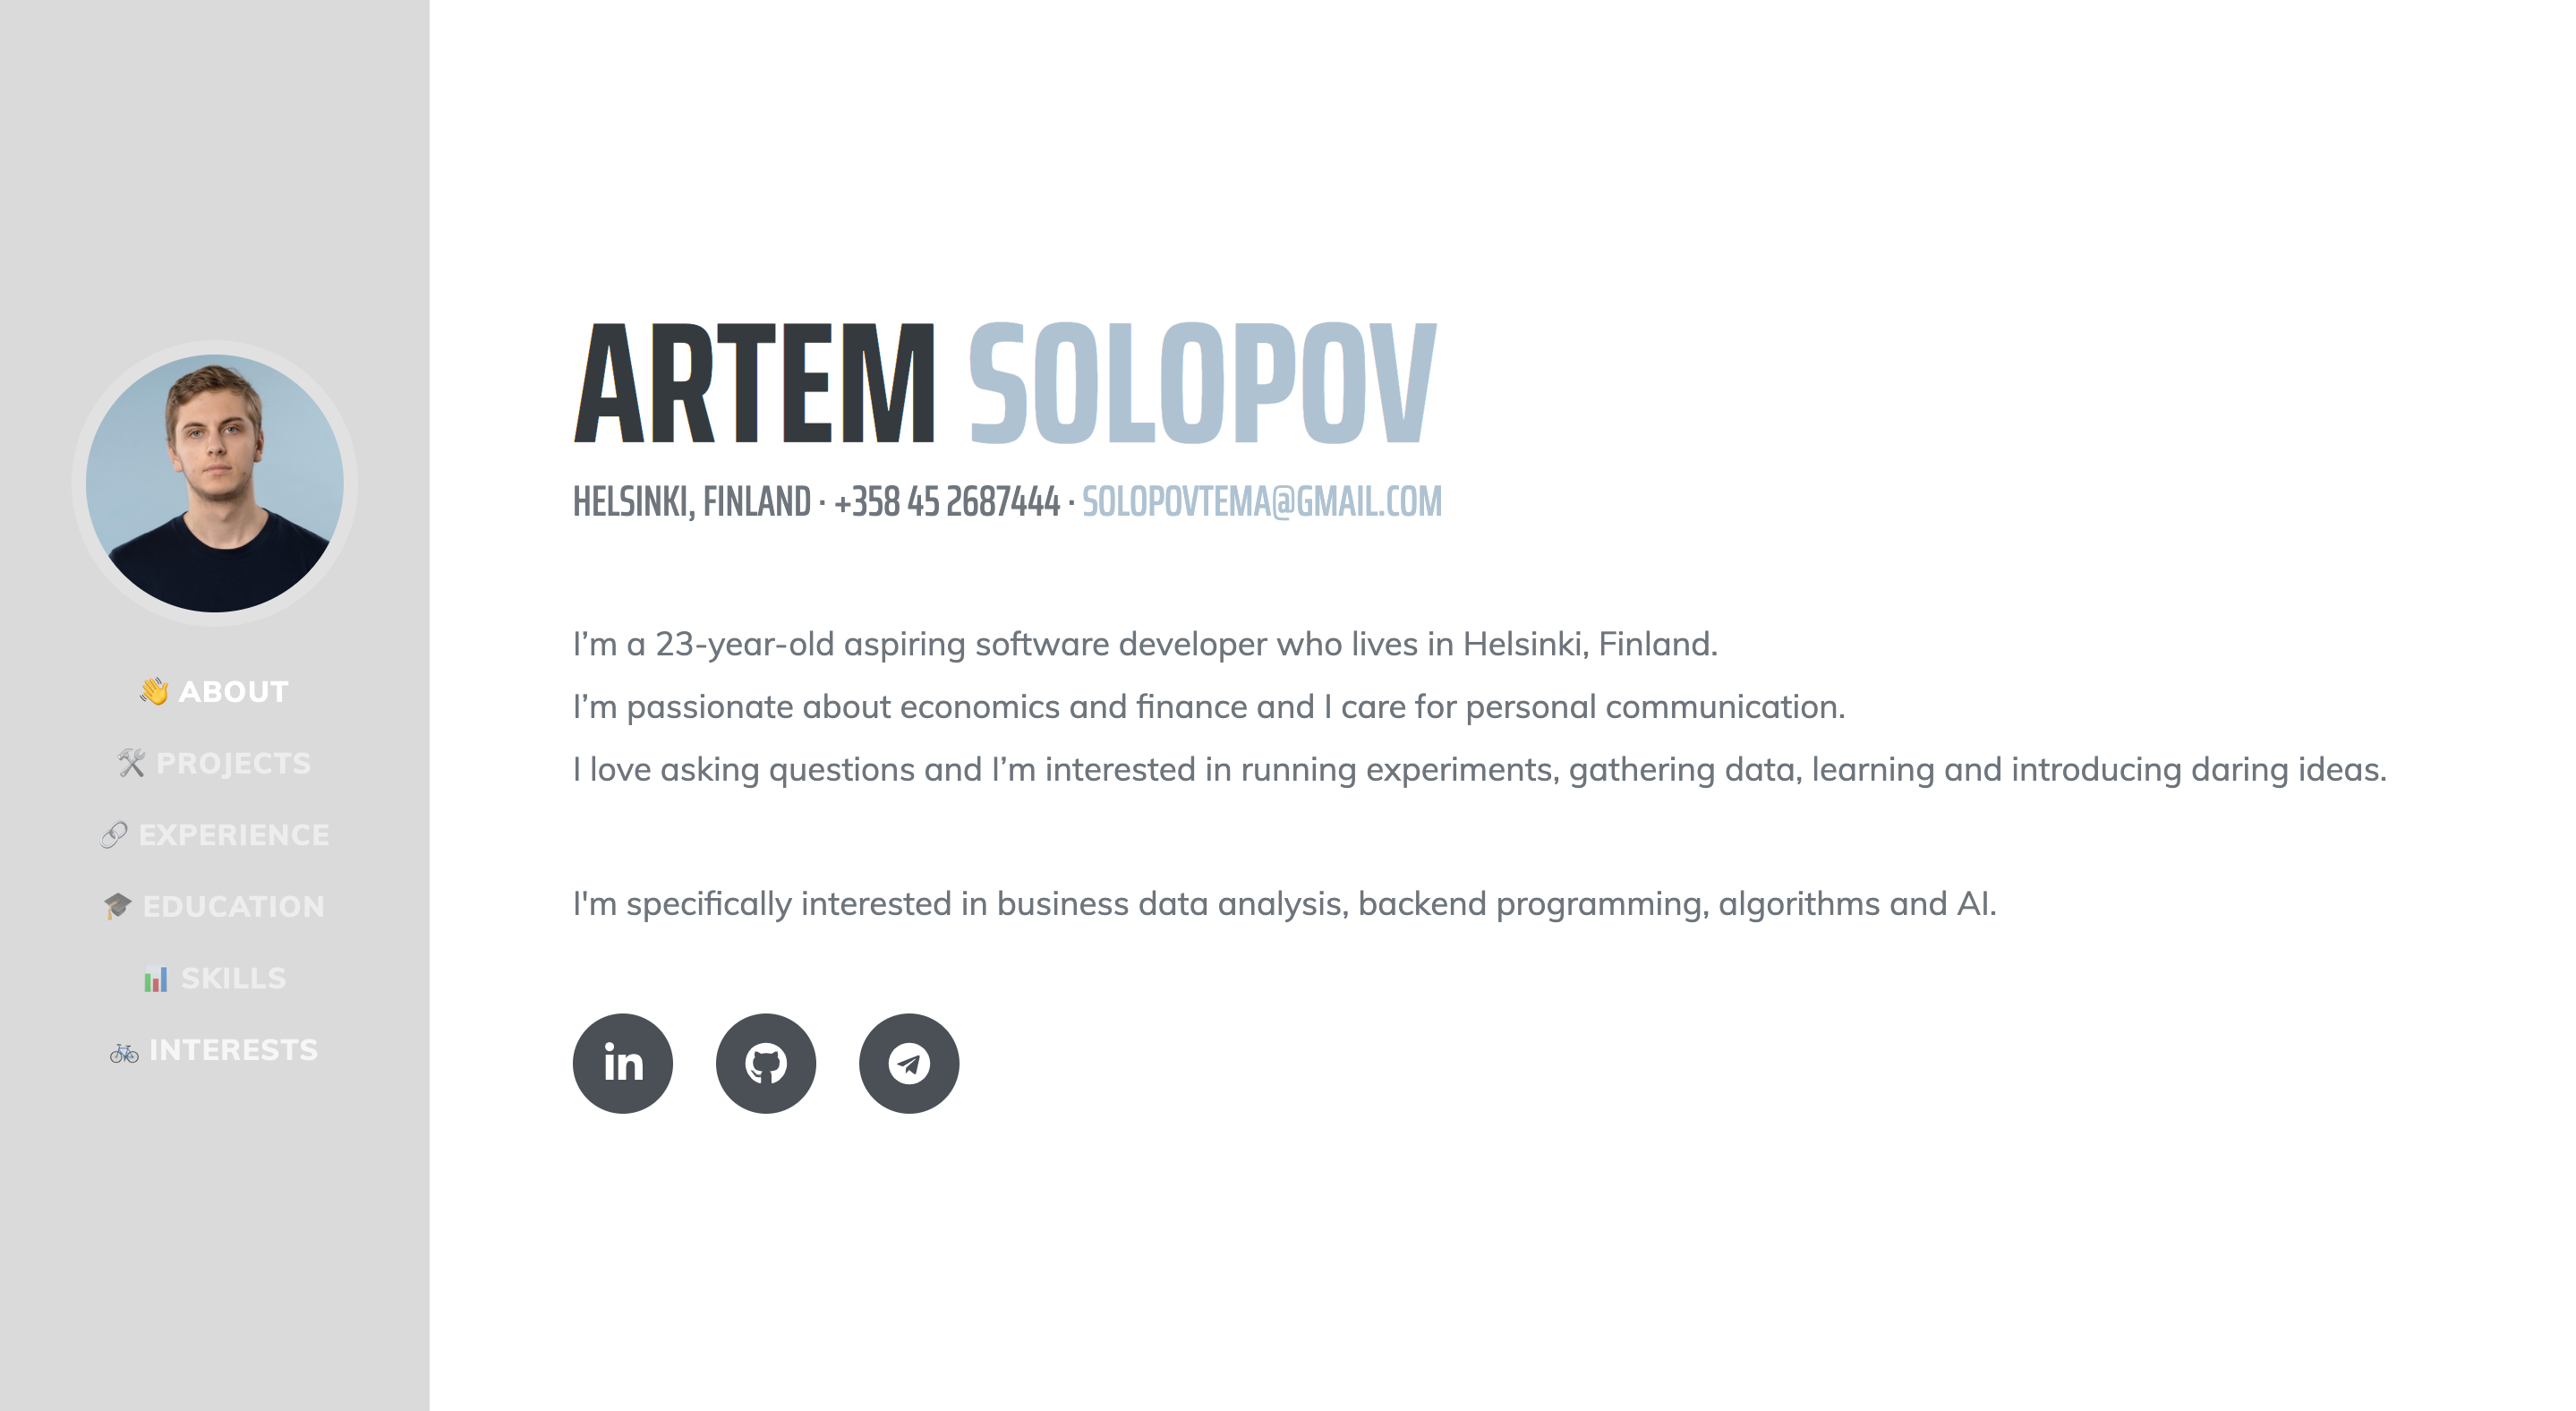 👋 ABOUT
🛠 PROJECTS
🔗 EXPERIENCE
🎓 EDUCATION
📊 SKILLS
🚲 INTERESTS
ARTEM SOLOPOV
HELSINKI, FINLAND · +358 45 2687444 · SOLOPOVTEMA@GMAIL.COM
I’m a 23-year-old aspiring software developer who lives in Helsinki, Finland.
I’m passionate about economics and finance and I care for personal communication.
I love asking questions and I’m interested in running experiments, gathering data, learning and introducing daring ideas.
I'm specifically interested in business data analysis, backend programming, algorithms and AI.
in